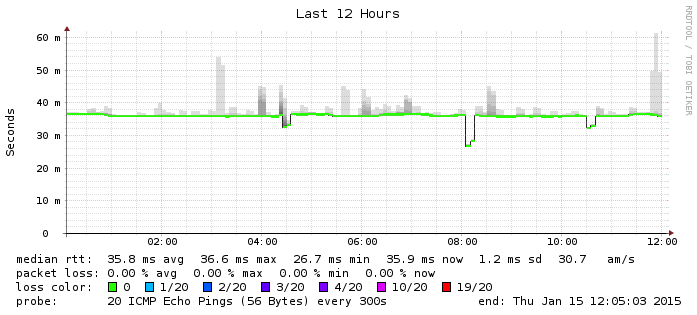 Last 12 Hours
RRDTOOL / TOBI OETIKER
Seconds
60 m
50 m
40 m
30 m
20 m
10 m
0
02:00 04:00 06:00 08:00 10:00 12:00
median rtt: 35.8 ms avg 36.6 ms max 26.7 ms min 35.9 ms now 1.2 ms sd 30.7 am/s
packet loss: 0.00 % avg 0.00 % max 0.00 % min 0.00 % now
loss color: 0 1/20 2/20 3/20 4/20 10/20 19/20
probe: 20 ICMP Echo Pings (56 Bytes) every 300s end: Thu Jan 15 12:05:03 2015